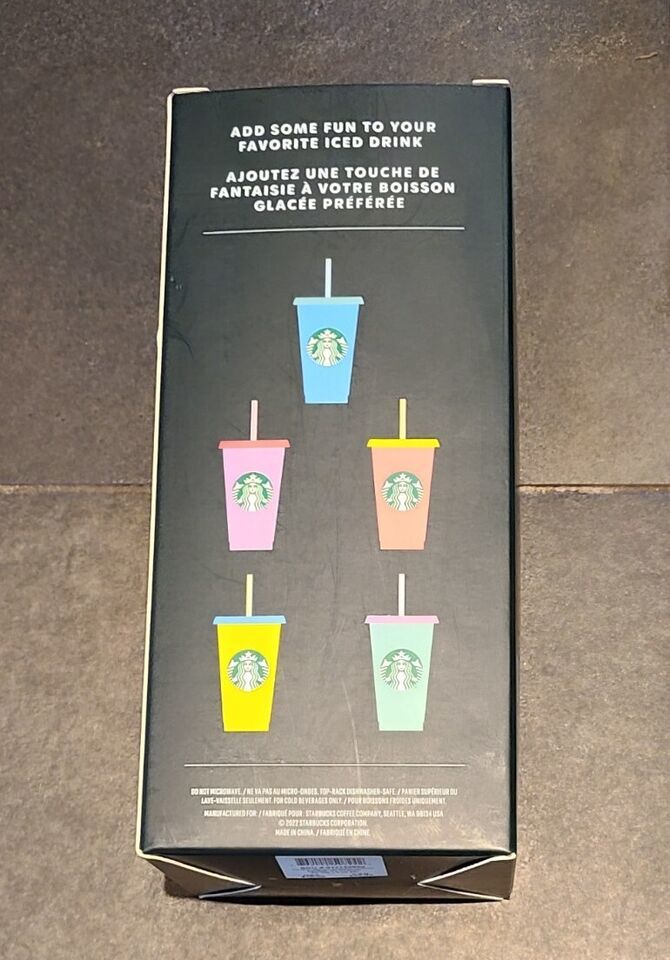 ADD SOME FUN TO YOUR
FAVORITE ICED DRINK
AJOUTEZ UNE TOUCHE DE
FANTAISIE À VOTRE BOISSON
GLACÉE PRÉFÉRÉE
DO NOT MICROWAVE. / NE VA PAS AU MICRO-ONDES. TOP-RACK DISHWASHER-SAFE. / PANIER SUPÉRIEUR DU
LAVE-VAISSELLE SEULEMENT. FOR COLD BEVERAGES ONLY. / POUR BOISSONS FROIDES UNIQUEMENT.
MANUFACTURED FOR: / FABRIQUÉ POUR: STARBUCKS COFFEE COMPANY, SEATTLE, WA 98134 USA
© 2022 STARBUCKS CORPORATION.
MADE IN CHINA. / FABRIQUÉ EN CHINE.